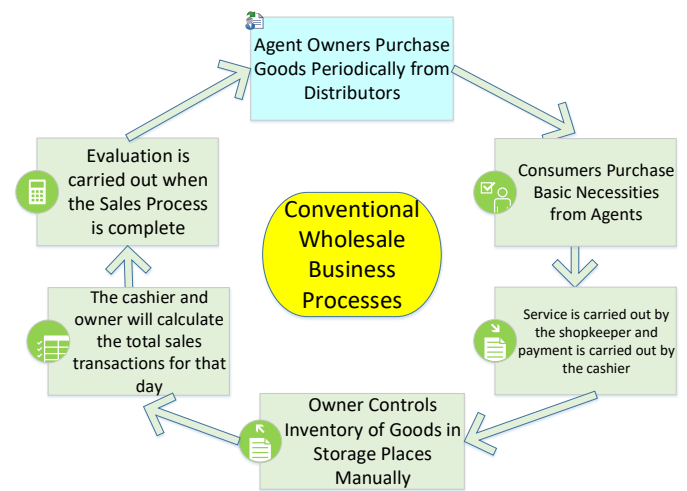 Agent Owners Purchase
Goods Periodically from
Distributors
Consumers Purchase
Basic Necessities
from Agents
Service is carried out by
the shopkeeper and
payment is carried out by
the cashier
Owner Controls
Inventory of Goods in
Storage Places
Manually
The cashier and
owner will calculate
the total sales
transactions for that
day
Evaluation is
carried out when
the Sales Process
is complete
Conventional
Wholesale
Business
Processes